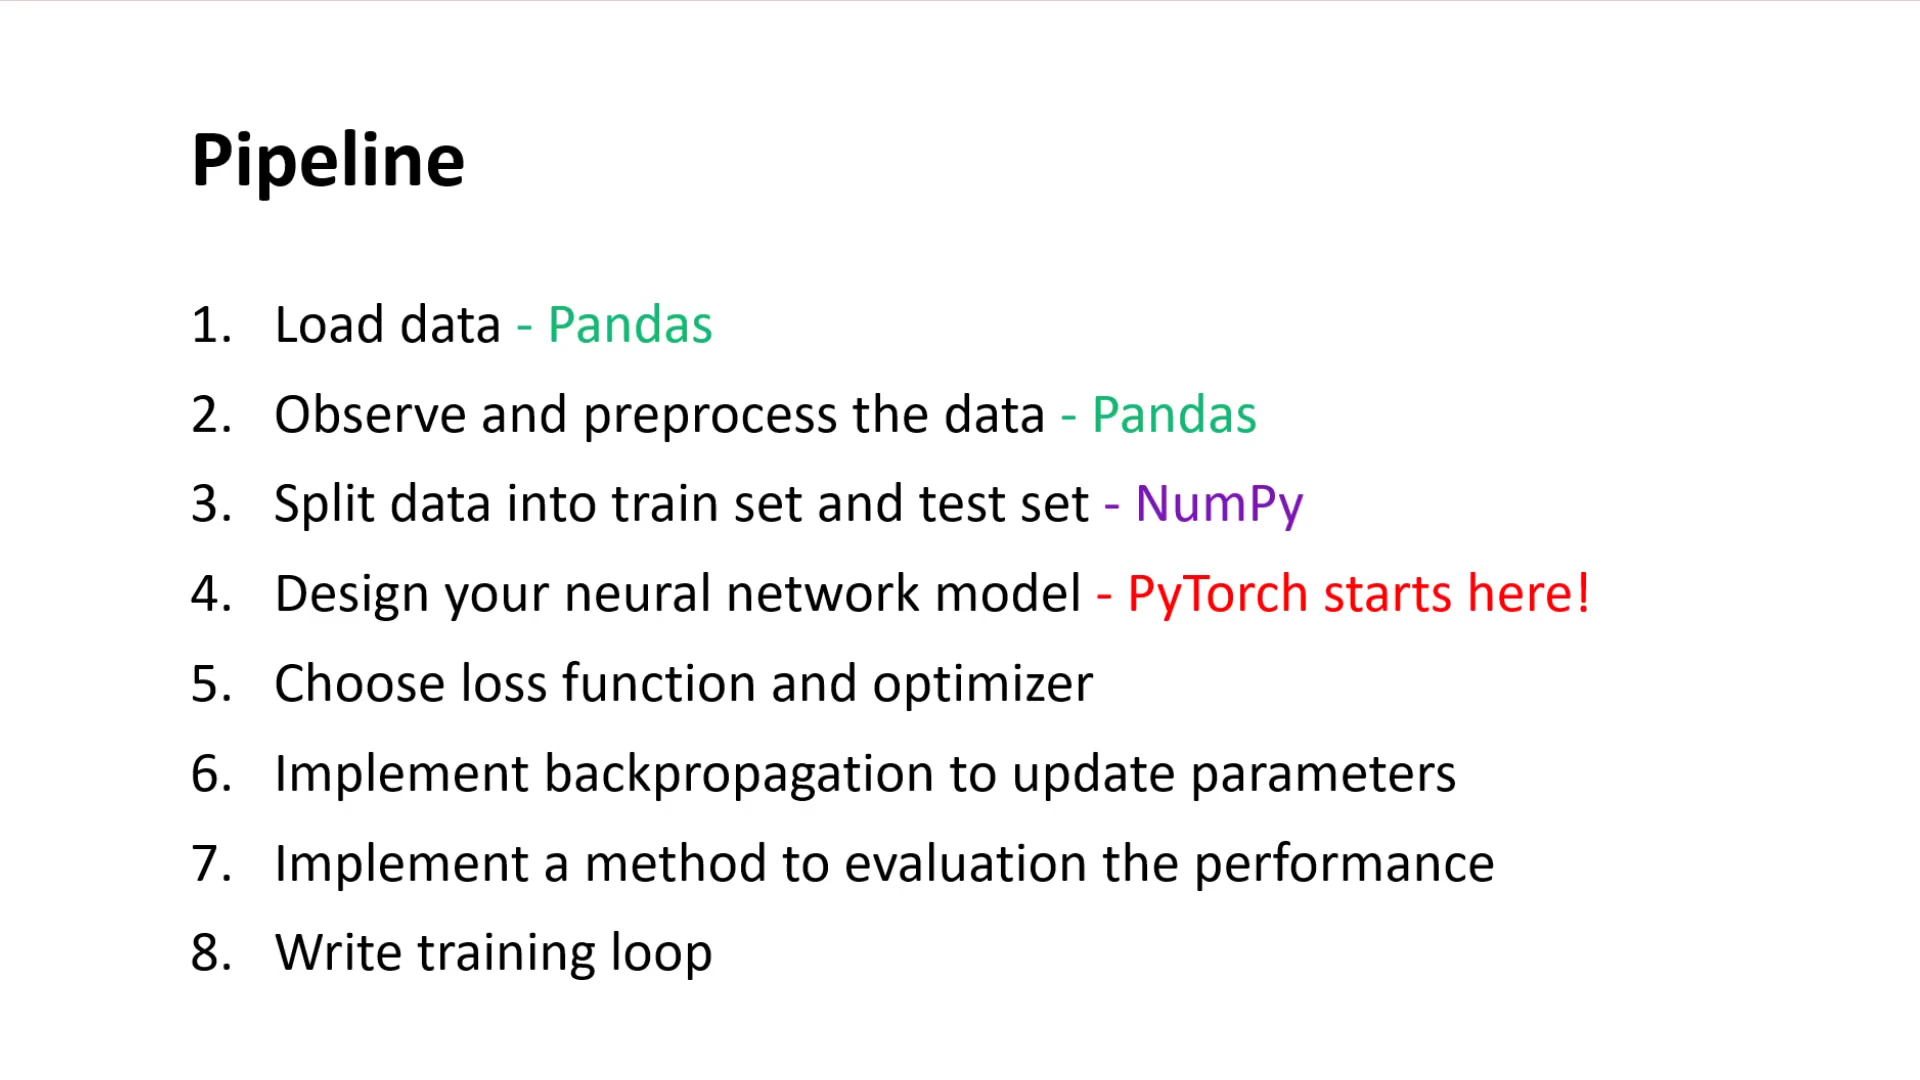 Pipeline
1. Load data - Pandas
2. Observe and preprocess the data - Pandas
3. Split data into train set and test set - NumPy
4. Design your neural network model - PyTorch starts here!
5. Choose loss function and optimizer
6. Implement backpropagation to update parameters
7. Implement a method to evaluation the performance
8. Write training loop